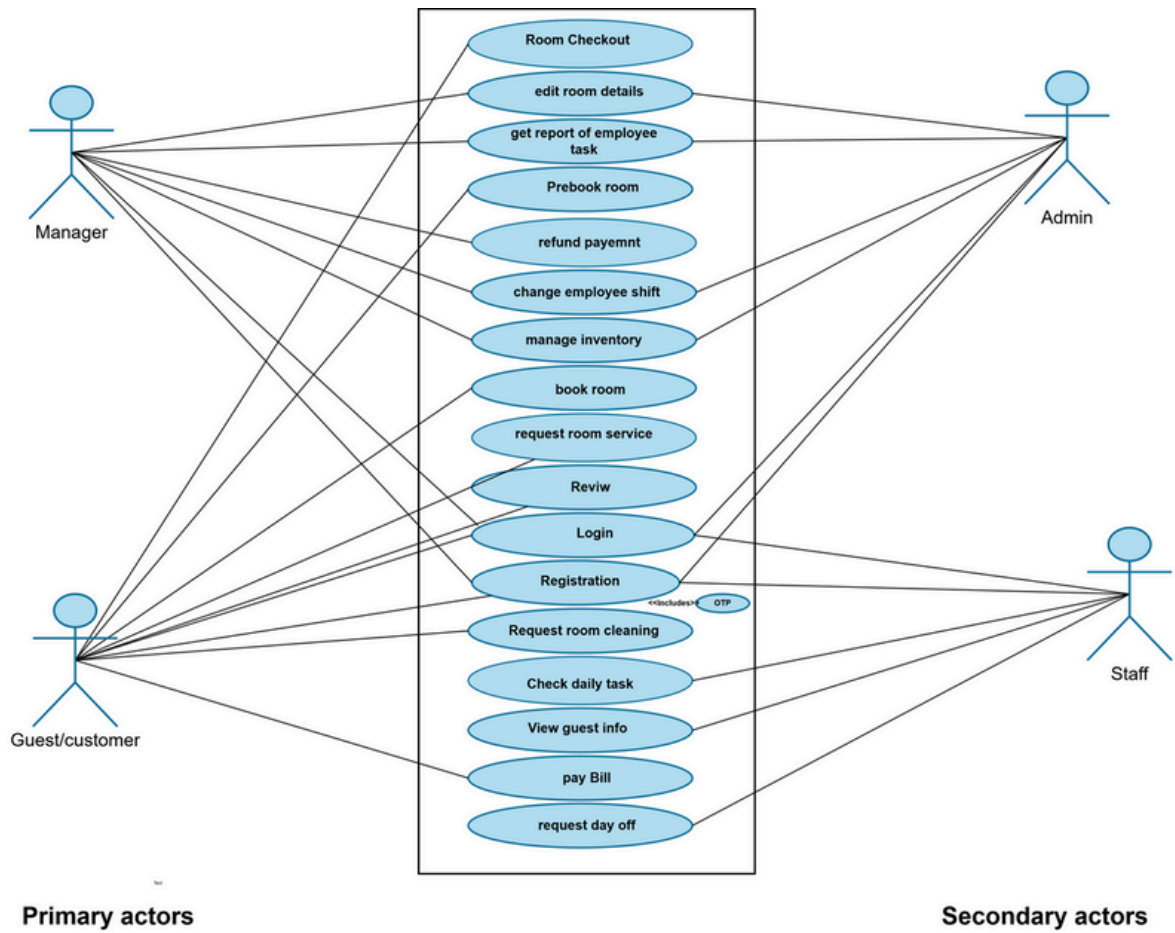 Room Checkout
edit room details
get report of employee
task
Prebook room
Manager
Admin
refund payemnt
change employee shift
manage inventory
book room
request room service
Reviw
Login
Registration
<<includes>>
OTP
Request room cleaning
Check daily task
Staff
View guest info
Guest/customer
pay Bill
request day off
Text
Primary actors
Secondary actors